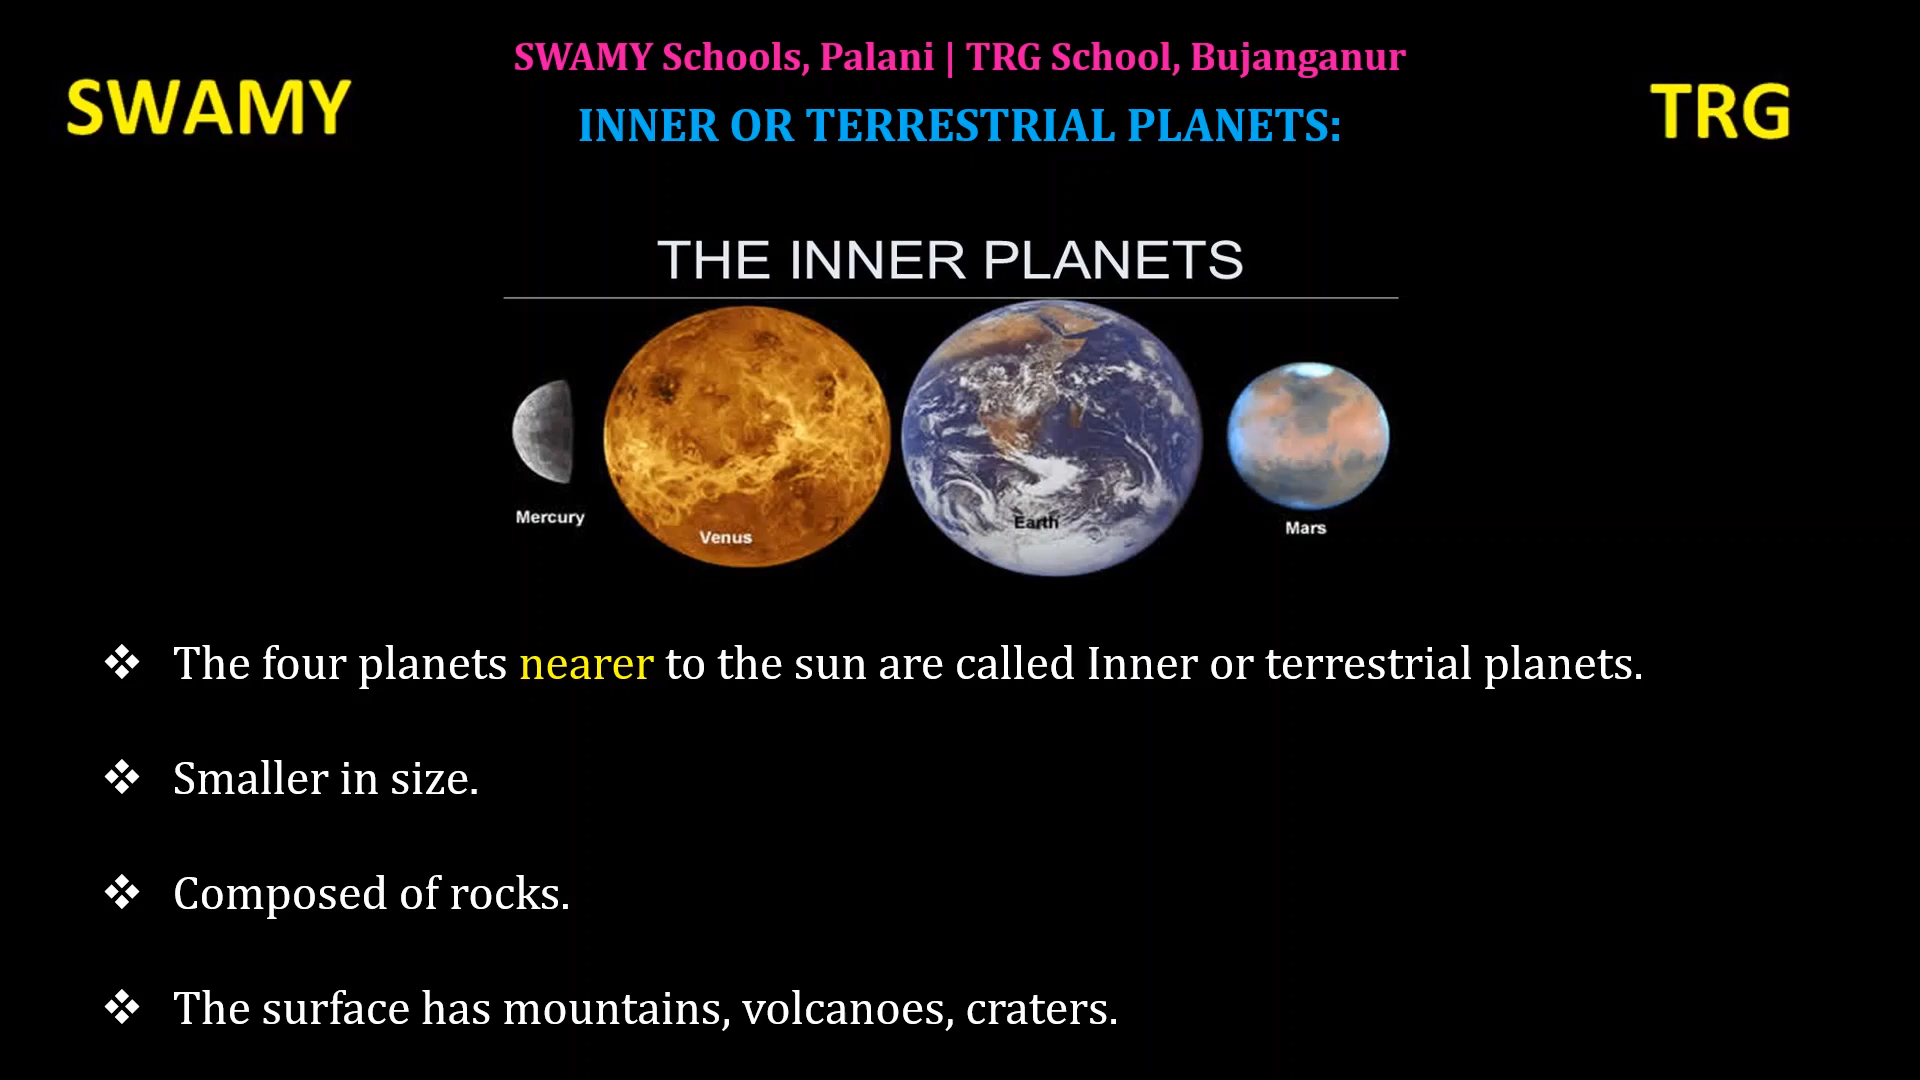 SWAMY Schools, Palani | TRG School, Bujanganur
SWAMY
INNER OR TERRESTRIAL PLANETS:
TRG
THE INNER PLANETS
Mercury
Venus
Earth
Mars
❖ The four planets nearer to the sun are called Inner or terrestrial planets.
❖ Smaller in size.
❖ Composed of rocks.
❖ The surface has mountains, volcanoes, craters.